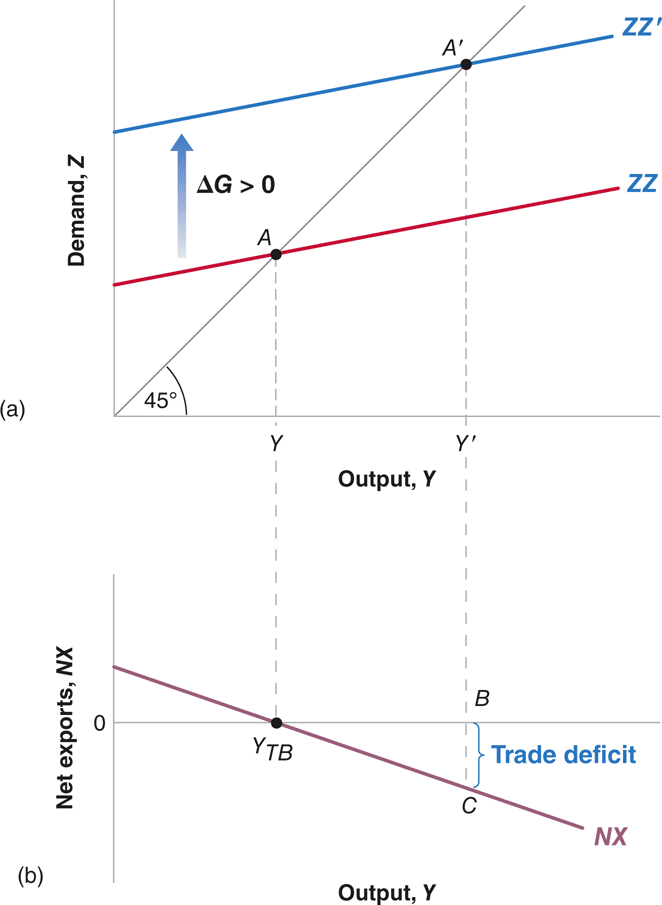 ZZ′
A′
Demand, Z
ΔG > 0
ZZ
A
(a)
45°
Y
Y′
Output, Y
Net exports, NX
B
0
Y_TB
Trade deficit
C
NX
(b)
Output, Y